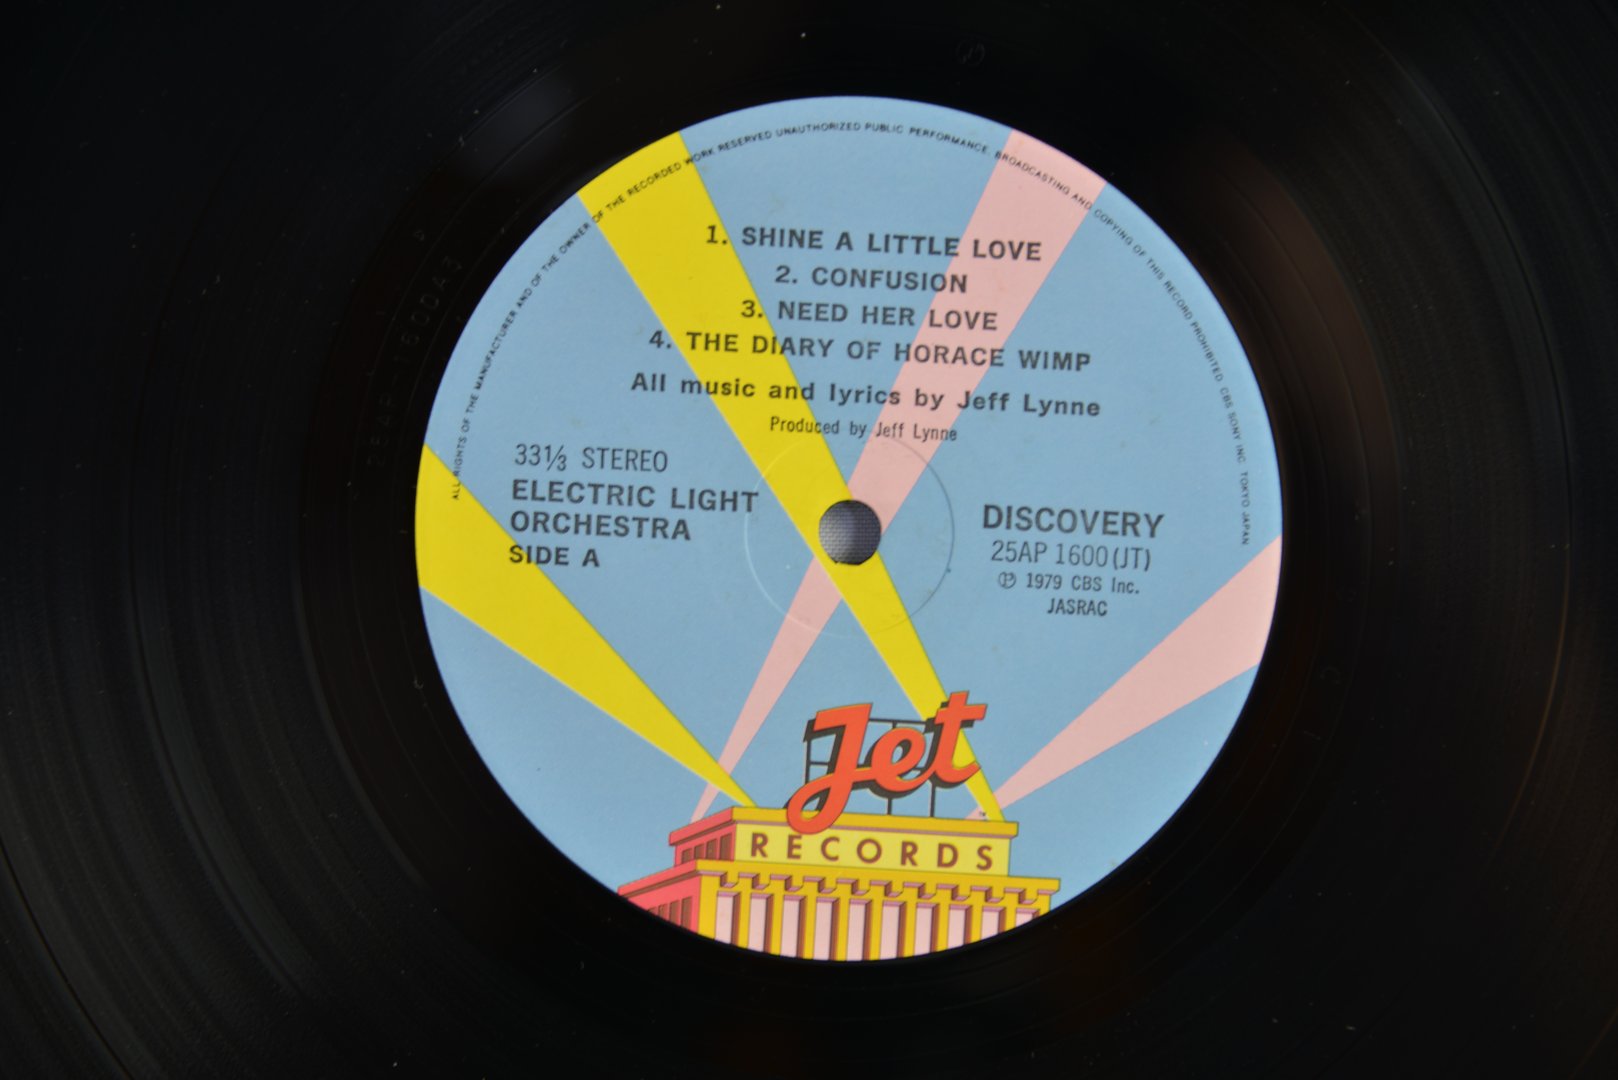 ALL RIGHTS OF THE MANUFACTURER AND OF THE OWNER OF THE RECORDED WORK RESERVED UNAUTHORIZED PUBLIC PERFORMANCE. BROADCASTING AND COPYING OF THIS RECORD PROHIBITED. CBS SONY INC. TOKYO JAPAN
1. SHINE A LITTLE LOVE
2. CONFUSION
3. NEED HER LOVE
4. THE DIARY OF HORACE WIMP
All music and lyrics by Jeff Lynne
Produced by Jeff Lynne
33⅓ STEREO
ELECTRIC LIGHT
ORCHESTRA
SIDE A
DISCOVERY
25AP 1600(JT)
℗ 1979 CBS Inc.
JASRAC
Jet
RECORDS